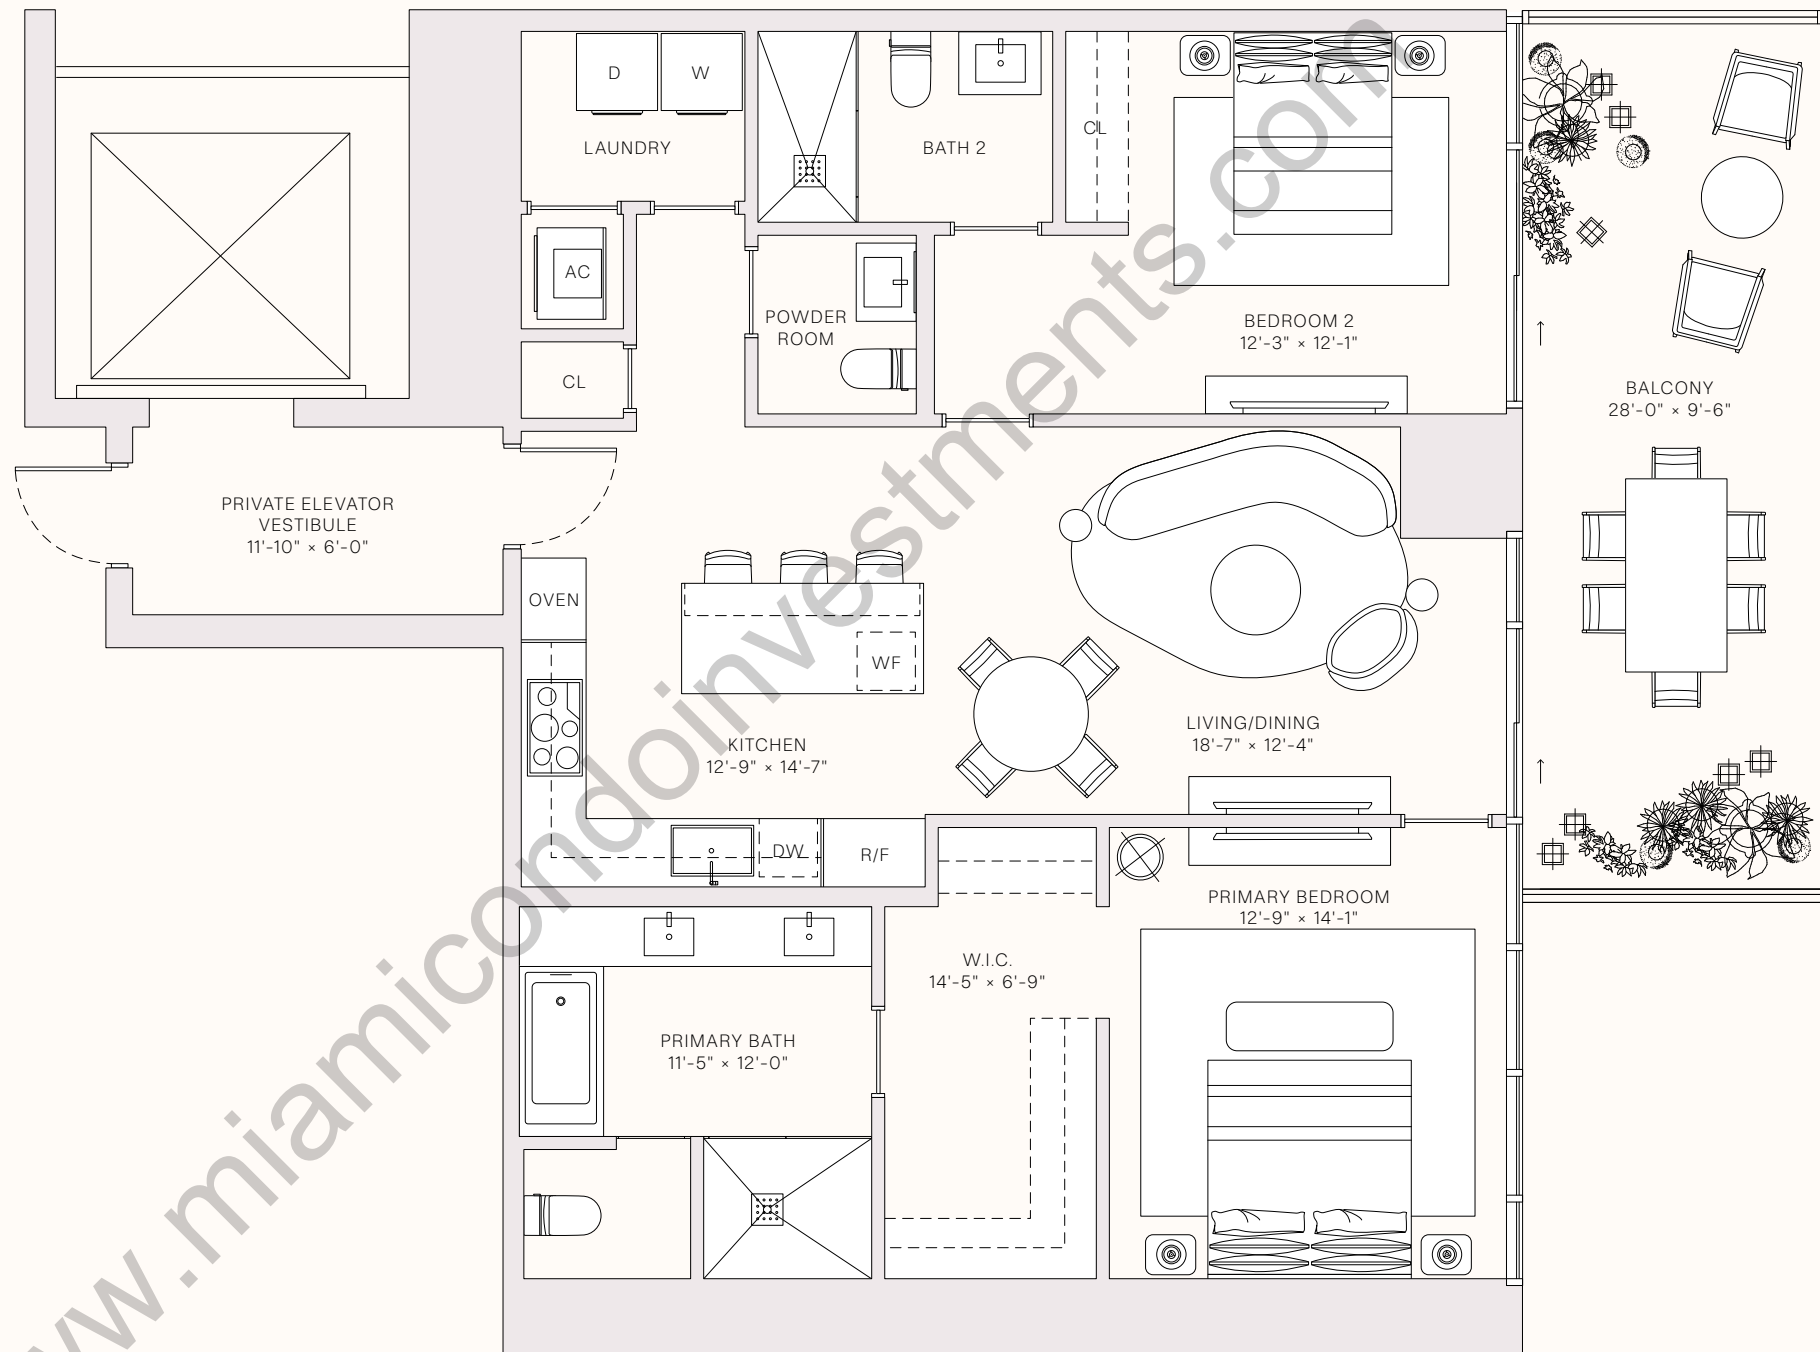 D
W
LAUNDRY
BATH 2
CL
AC
POWDER
ROOM
BEDROOM 2
12'-3" × 12'-1"
CL
BALCONY
28'-0" × 9'-6"
PRIVATE ELEVATOR
VESTIBULE
11'-10" × 6'-0"
OVEN
WF
KITCHEN
12'-9" × 14'-7"
LIVING/DINING
18'-7" × 12'-4"
DW
R/F
PRIMARY BEDROOM
12'-9" × 14'-1"
W.I.C.
14'-5" × 6'-9"
PRIMARY BATH
11'-5" × 12'-0"
www.miamicondoinvestments.com